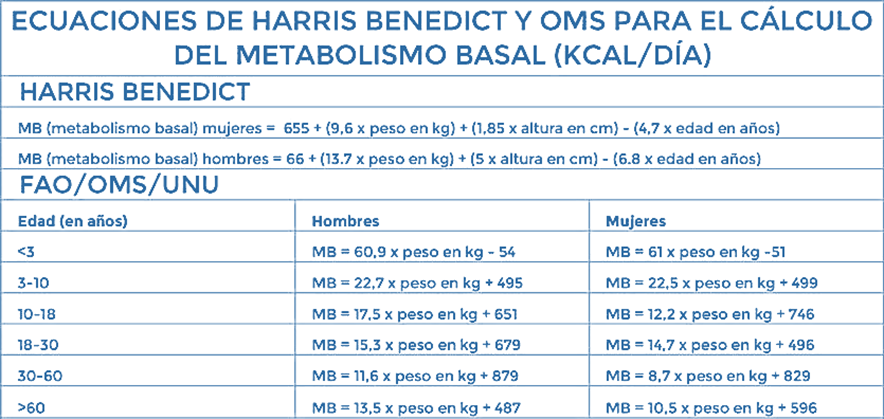 ECUACIONES DE HARRIS BENEDICT Y OMS PARA EL CÁLCULO
DEL METABOLISMO BASAL (KCAL/DÍA)
HARRIS BENEDICT
MB (metabolismo basal) mujeres = 655 + (9,6 x peso en kg) + (1,85 x altura en cm) - (4,7 x edad en años)
MB (metabolismo basal) hombres = 66 + (13.7 x peso en kg) + (5 x altura en cm) - (6.8 x edad en años)
FAO/OMS/UNU
Edad (en años) Hombres Mujeres
<3 MB = 60,9 x peso en kg - 54 MB = 61 x peso en kg -51
3-10 MB = 22,7 x peso en kg + 495 MB = 22,5 x peso en kg + 499
10-18 MB = 17,5 x peso en kg + 651 MB = 12,2 x peso en kg + 746
18-30 MB = 15,3 x peso en kg + 679 MB = 14,7 x peso en kg + 496
30-60 MB = 11,6 x peso en kg + 879 MB = 8,7 x peso en kg + 829
>60 MB = 13,5 x peso en kg + 487 MB = 10,5 x peso en kg + 596